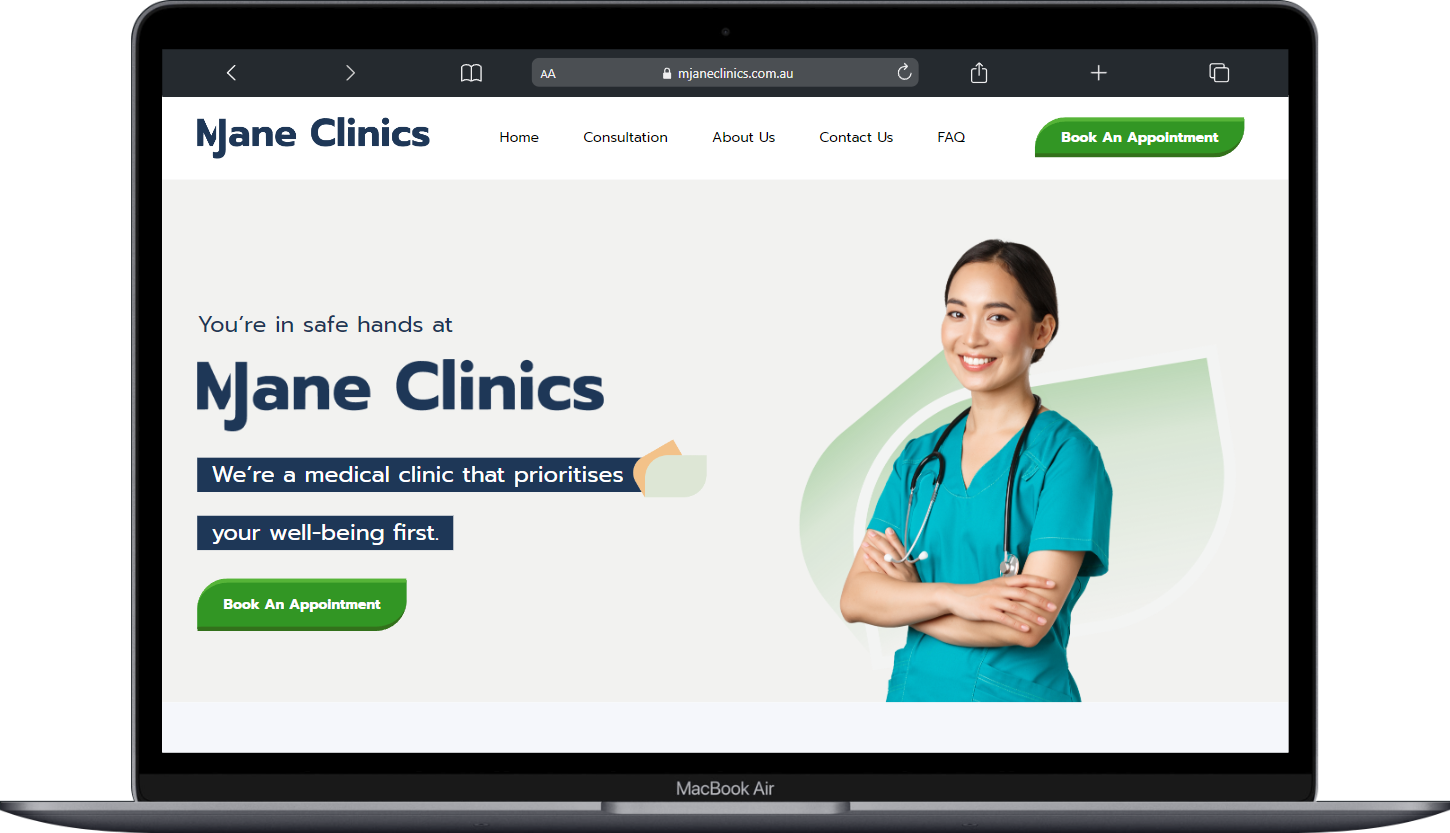 AA
mjaneclinics.com.au
MJane Clinics
Home
Consultation
About Us
Contact Us
FAQ
Book An Appointment
You're in safe hands at
MJane Clinics
We're a medical clinic that prioritises
your well-being first.
Book An Appointment
MacBook Air